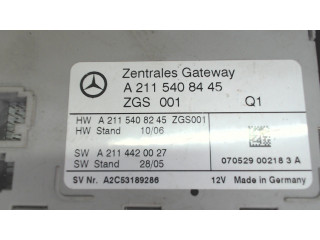 Zentrales Gateway
A 211 540 84 45
ZGS 001 Q1
HW A 211 540 82 45 ZGS001
HW Stand 10/06
SW A 211 442 00 27
SW Stand 28/05
070529 00218 3 A
SV Nr. A2C53189286 12V Made in Germany